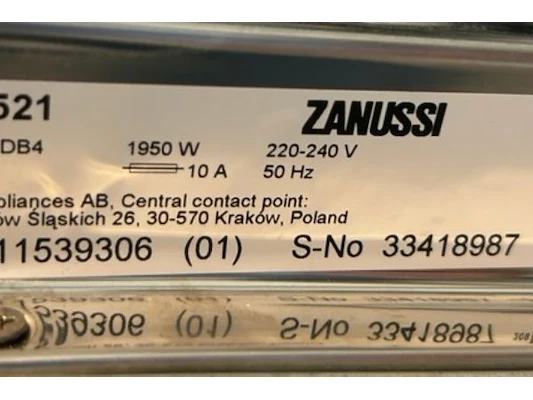 521
ZANUSSI
DB4 1950 W 220-240 V
10 A 50 Hz
pliances AB, Central contact point:
ów Śląskich 26, 30-570 Kraków, Poland
11539306 (01) S-No 33418987